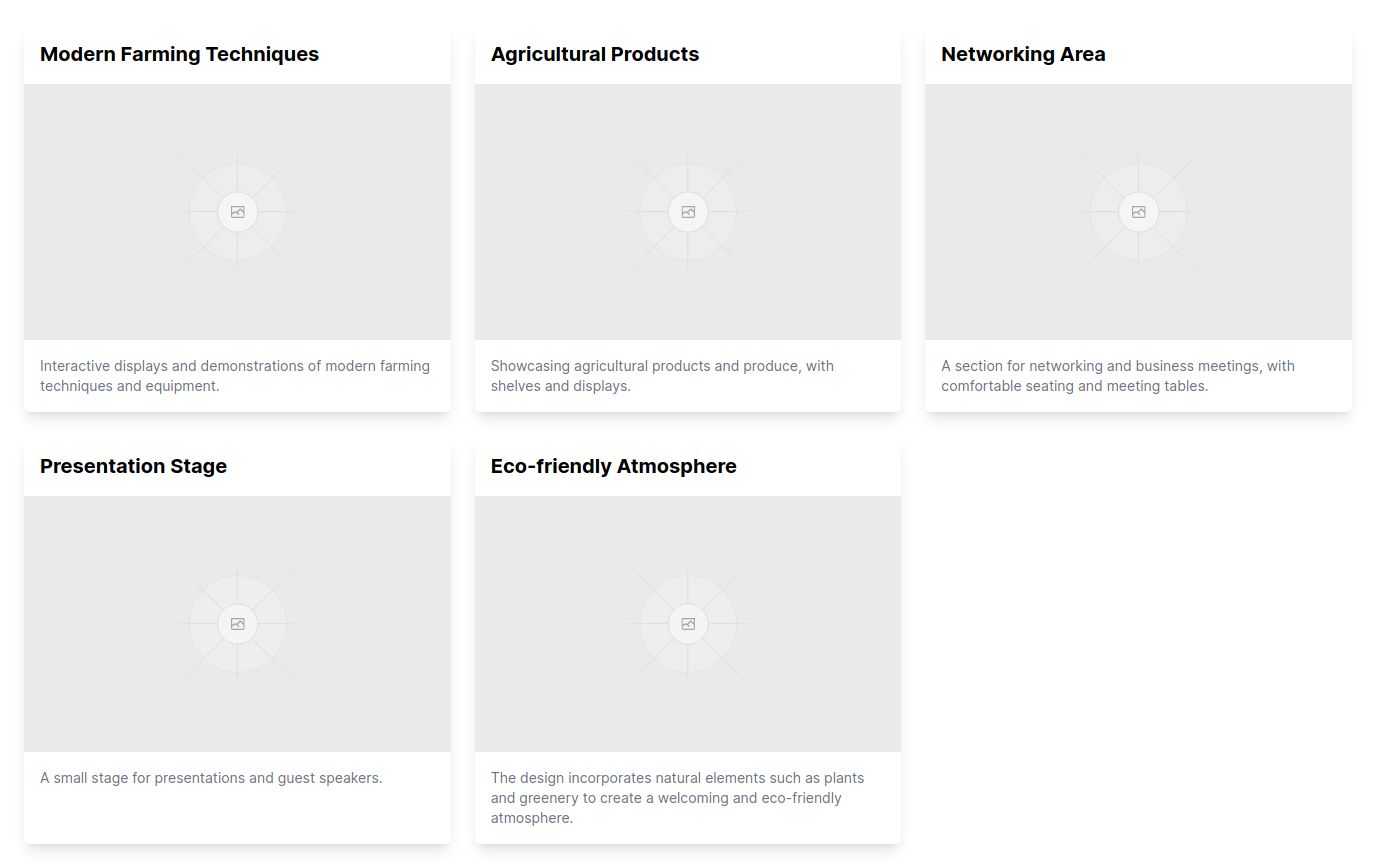 Modern Farming Techniques
Interactive displays and demonstrations of modern farming
techniques and equipment.
Agricultural Products
Showcasing agricultural products and produce, with
shelves and displays.
Networking Area
A section for networking and business meetings, with
comfortable seating and meeting tables.
Presentation Stage
A small stage for presentations and guest speakers.
Eco-friendly Atmosphere
The design incorporates natural elements such as plants
and greenery to create a welcoming and eco-friendly
atmosphere.